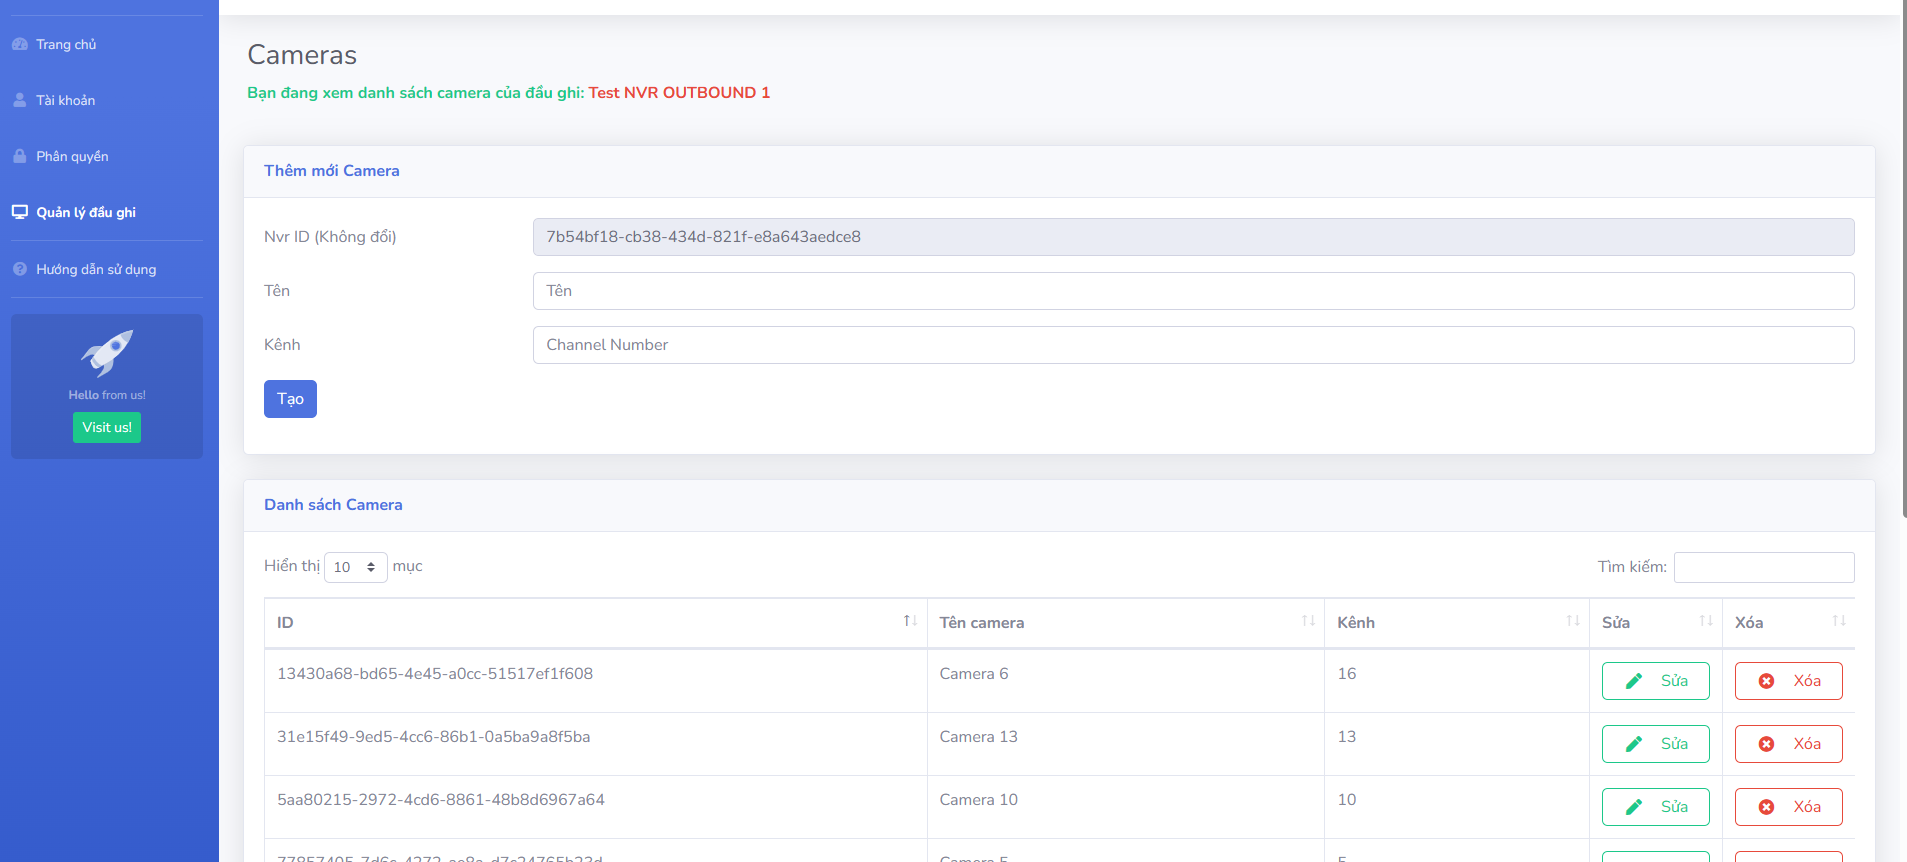 Trang chủ
Tài khoản
Phân quyền
Quản lý đầu ghi
Hướng dẫn sử dụng
Hello from us!
Visit us!
Cameras
Bạn đang xem danh sách camera của đầu ghi: Test NVR OUTBOUND 1
Thêm mới Camera
Nvr ID (Không đổi) 7b54bf18-cb38-434d-821f-e8a643aedce8
Tên Tên
Kênh Channel Number
Tạo
Danh sách Camera
Hiển thị 10 mục Tìm kiếm:
ID Tên camera Kênh Sửa Xóa
13430a68-bd65-4e45-a0cc-51517ef1f608 Camera 6 16 Sửa Xóa
31e15f49-9ed5-4cc6-86b1-0a5ba9a8f5ba Camera 13 13 Sửa Xóa
5aa80215-2972-4cd6-8861-48b8d6967a64 Camera 10 10 Sửa Xóa
Camera 5 5